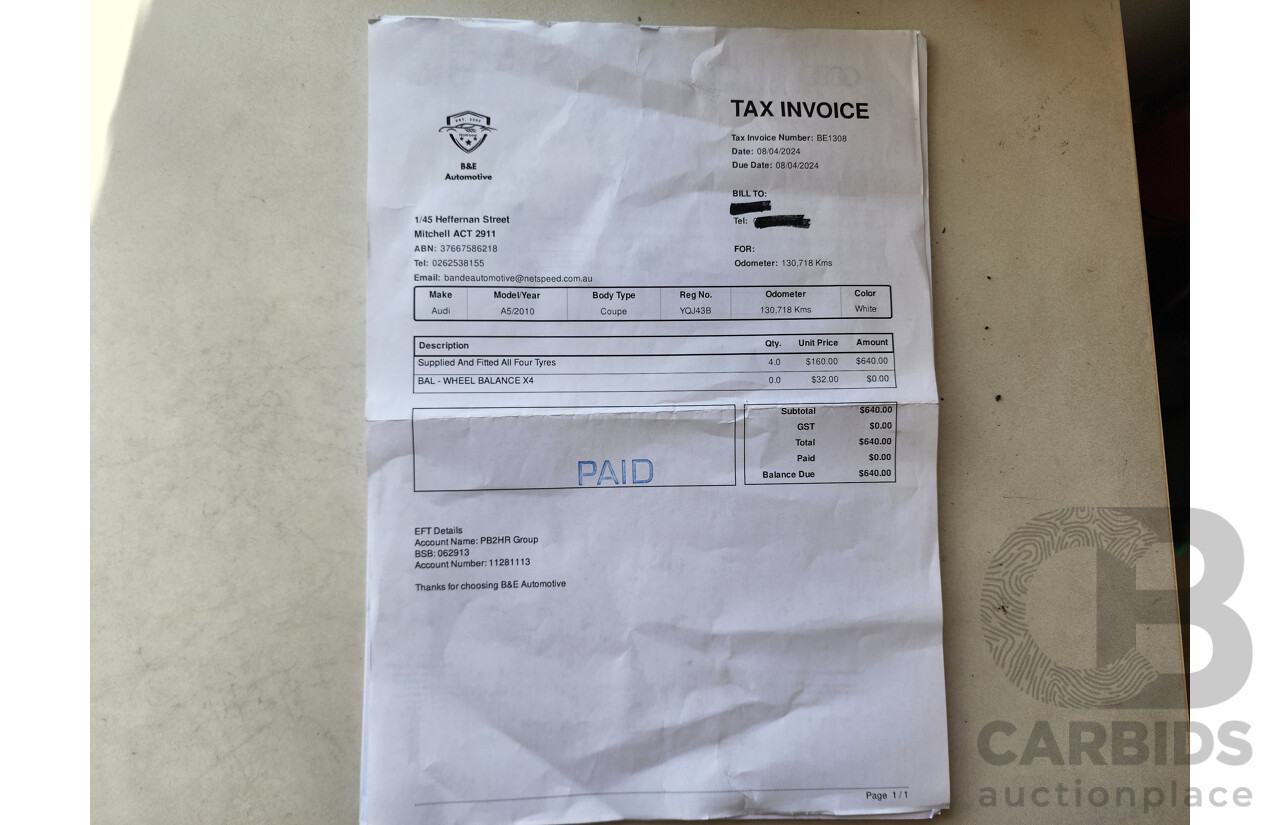 TAX INVOICE
Tax Invoice Number: BE1308
Date: 08/04/2024
Due Date: 08/04/2024
B&E
Automotive
BILL TO:
Tel:
1/45 Heffernan Street
Mitchell ACT 2911
ABN: 37667586218
Tel: 0262538155
Email: bandeautomotive@netspeed.com.au
FOR:
Odometer: 130,718 Kms
Make Model/Year Body Type Reg No. Odometer Color
Audi A5/2010 Coupe YQJ43B 130,718 Kms White
Description Qty. Unit Price Amount
Supplied And Fitted All Four Tyres 4.0 $160.00 $640.00
BAL - WHEEL BALANCE X4 0.0 $32.00 $0.00
Subtotal $640.00
GST $0.00
Total $640.00
Paid $0.00
Balance Due $640.00
PAID
EFT Details
Account Name: PB2HR Group
BSB: 062913
Account Number: 11281113
Thanks for choosing B&E Automotive
Page 1/1
CB
CARBIDS
auctionplace